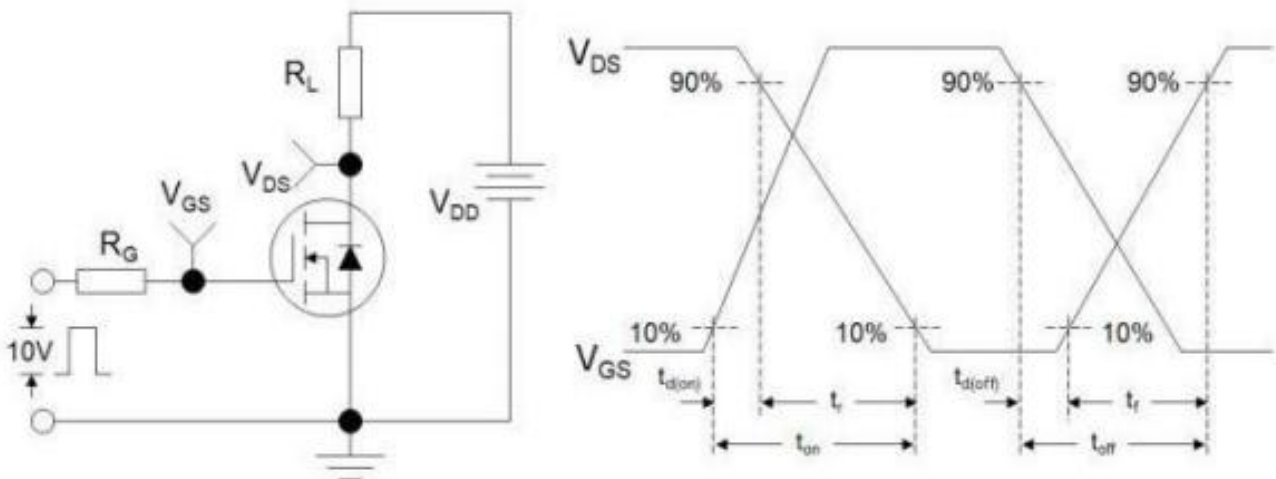 R_L
V_DS
V_GS
V_DD
R_G
10V
V_DS
90%
90%
90%
10%
10%
10%
V_GS
t_d(on)
t_r
t_d(off)
t_f
t_on
t_off